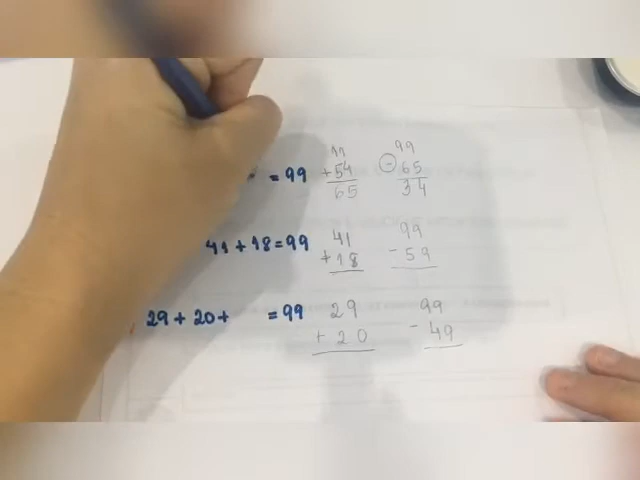 = 99 11 99
+54 - 65
65 34
41 + 18 = 99 41 99
+18 - 59
29 + 20 + = 99 29 99
+ 20 - 49